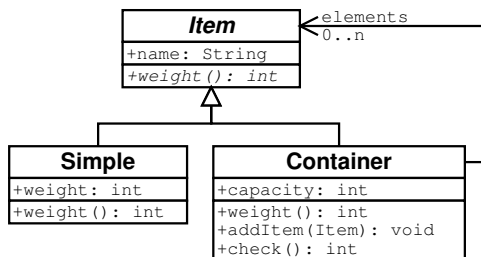 Item
+name: String
+weight(): int
elements
0..n
Simple
+weight: int
+weight(): int
Container
+capacity: int
+weight(): int
+addItem(Item): void
+check(): int